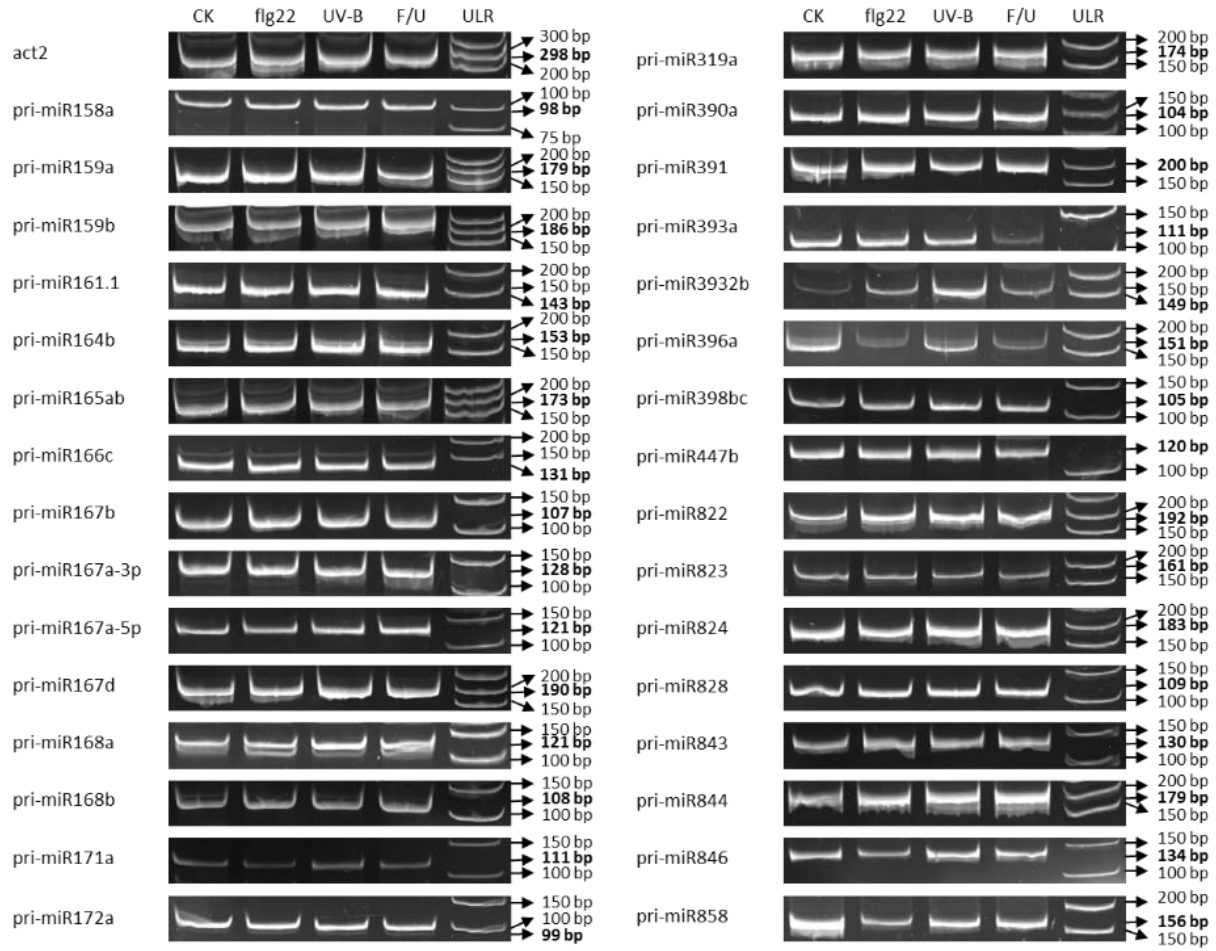 CK flg22 UV-B F/U ULR
act2
300 bp
298 bp
200 bp
pri-miR158a
100 bp
98 bp
75 bp
pri-miR159a
200 bp
179 bp
150 bp
pri-miR159b
200 bp
186 bp
150 bp
pri-miR161.1
200 bp
150 bp
143 bp
pri-miR164b
200 bp
153 bp
150 bp
pri-miR165ab
200 bp
173 bp
150 bp
pri-miR166c
200 bp
150 bp
131 bp
pri-miR167b
150 bp
107 bp
100 bp
pri-miR167a-3p
150 bp
128 bp
100 bp
pri-miR167a-5p
150 bp
121 bp
100 bp
pri-miR167d
200 bp
190 bp
150 bp
pri-miR168a
150 bp
121 bp
100 bp
pri-miR168b
150 bp
108 bp
100 bp
pri-miR171a
150 bp
111 bp
100 bp
pri-miR172a
150 bp
100 bp
99 bp
CK flg22 UV-B F/U ULR
pri-miR319a
200 bp
174 bp
150 bp
pri-miR390a
150 bp
104 bp
100 bp
pri-miR391
200 bp
150 bp
pri-miR393a
150 bp
111 bp
100 bp
pri-miR3932b
200 bp
150 bp
149 bp
pri-miR396a
200 bp
151 bp
150 bp
pri-miR398bc
150 bp
105 bp
100 bp
pri-miR447b
120 bp
100 bp
pri-miR822
200 bp
192 bp
150 bp
pri-miR823
200 bp
161 bp
150 bp
pri-miR824
200 bp
183 bp
150 bp
pri-miR828
150 bp
109 bp
100 bp
pri-miR843
150 bp
130 bp
100 bp
pri-miR844
200 bp
179 bp
150 bp
pri-miR846
150 bp
134 bp
100 bp
pri-miR858
200 bp
156 bp
150 bp